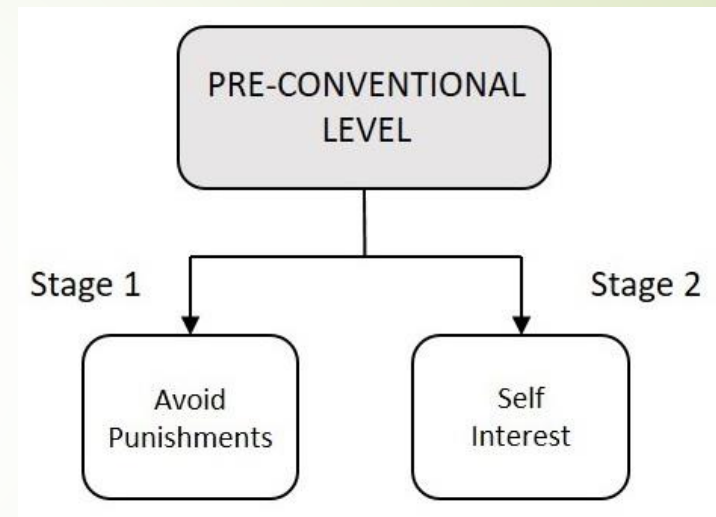 PRE-CONVENTIONAL
LEVEL
Stage 1
Stage 2
Avoid
Punishments
Self
Interest